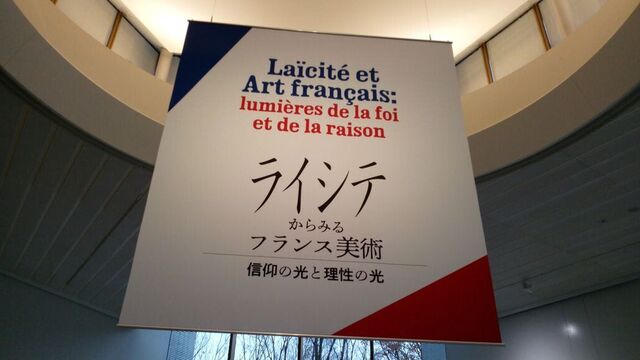 Laïcité et
Art français:
lumières de la foi
et de la raison
ライシテ
からみる
フランス美術
信仰の光と理性の光